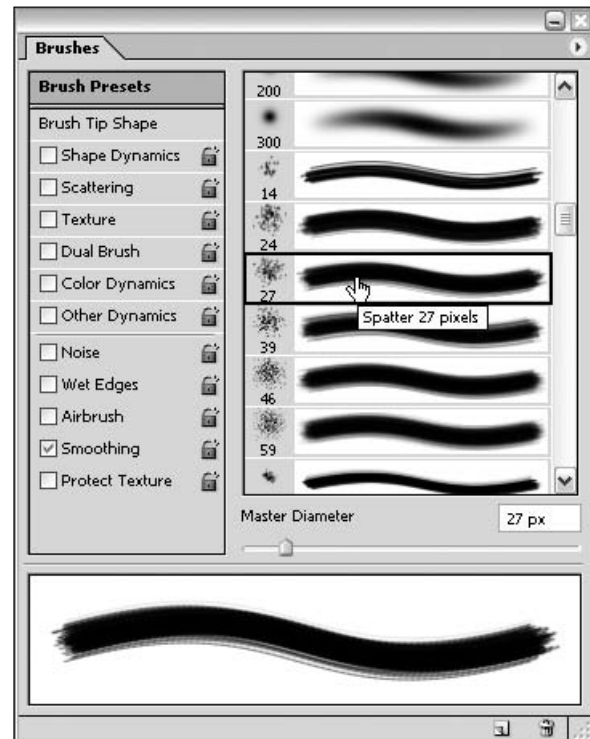 Brushes
Brush Presets
Brush Tip Shape
Shape Dynamics
Scattering
Texture
Dual Brush
Color Dynamics
Other Dynamics
Noise
Wet Edges
Airbrush
Smoothing
Protect Texture
200
300
14
24
27
Spatter 27 pixels
39
46
59
Master Diameter 27 px